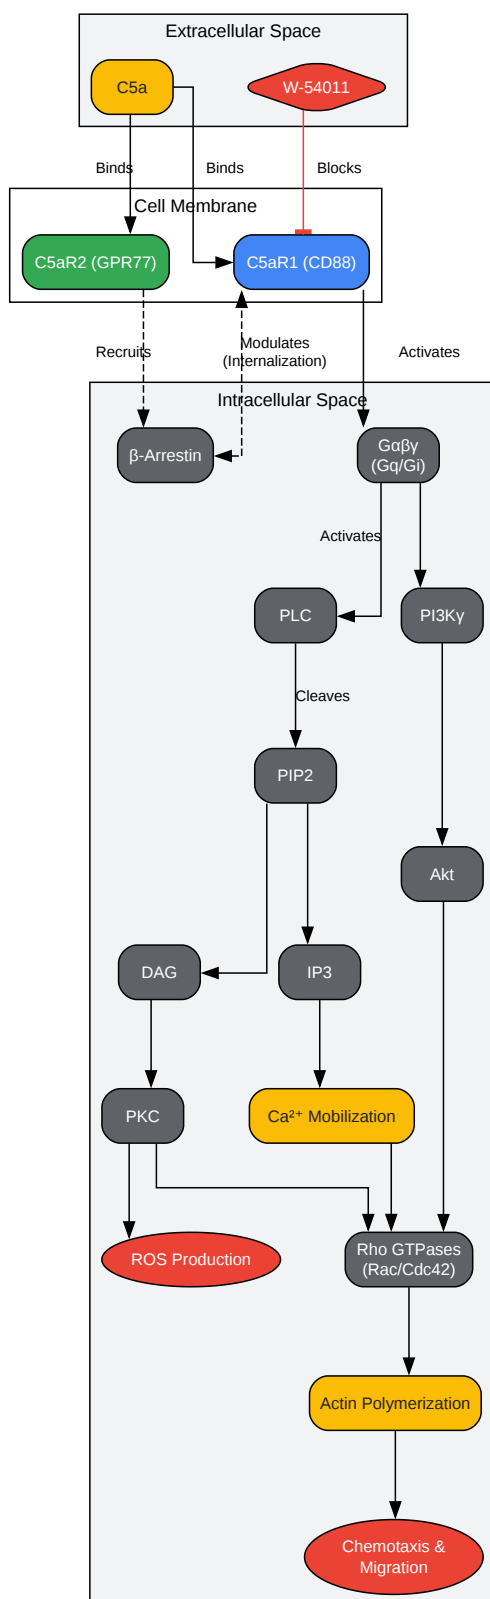 Extracellular Space
C5a
W-54011
Binds
Binds
Blocks
Cell Membrane
C5aR2 (GPR77)
C5aR1 (CD88)
Recruits
Modulates
(Internalization)
Activates
Intracellular Space
β-Arrestin
Gαβγ
(Gq/Gi)
Activates
PLC
PI3Kγ
Cleaves
PIP2
Akt
DAG
IP3
PKC
Ca²⁺ Mobilization
ROS Production
Rho GTPases
(Rac/Cdc42)
Actin Polymerization
Chemotaxis &
Migration